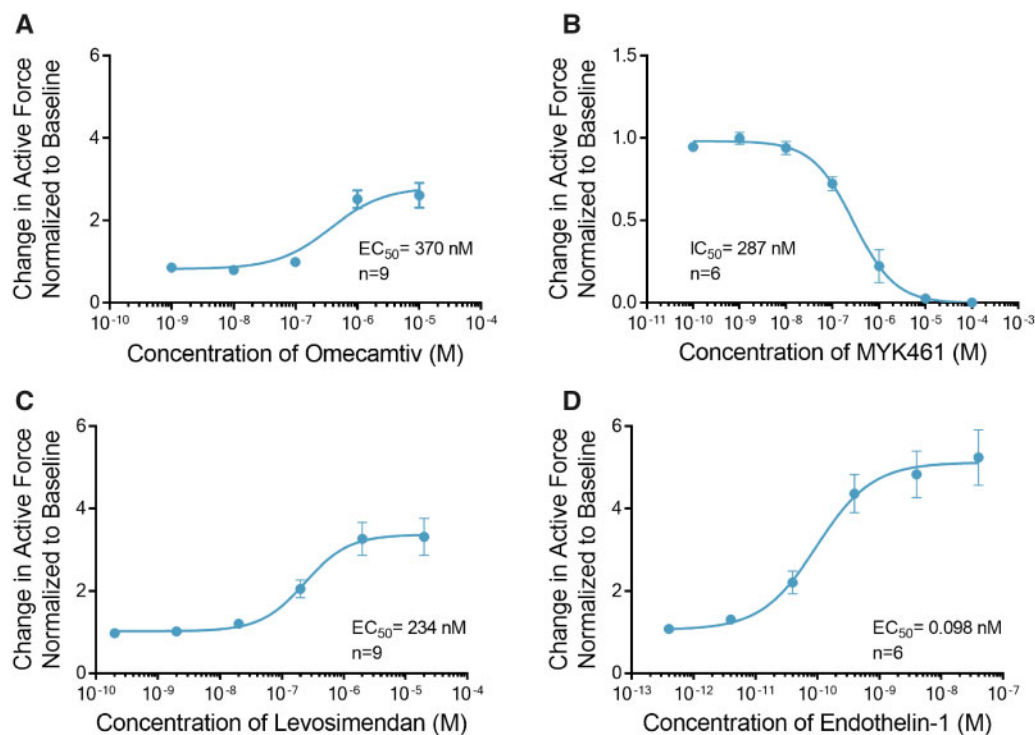 A
Change in Active Force
Normalized to Baseline
6
4
2
0
EC₅₀= 370 nM
n=9
10⁻¹⁰ 10⁻⁹ 10⁻⁸ 10⁻⁷ 10⁻⁶ 10⁻⁵ 10⁻⁴
Concentration of Omecamtiv (M)
B
Change in Active Force
Normalized to Baseline
1.5
1.0
0.5
0.0
IC₅₀= 287 nM
n=6
10⁻¹¹ 10⁻¹⁰ 10⁻⁹ 10⁻⁸ 10⁻⁷ 10⁻⁶ 10⁻⁵ 10⁻⁴ 10⁻³
Concentration of MYK461 (M)
C
Change in Active Force
Normalized to Baseline
6
4
2
0
EC₅₀= 234 nM
n=9
10⁻¹⁰ 10⁻⁹ 10⁻⁸ 10⁻⁷ 10⁻⁶ 10⁻⁵ 10⁻⁴
Concentration of Levosimendan (M)
D
Change in Active Force
Normalized to Baseline
6
4
2
0
EC₅₀= 0.098 nM
n=6
10⁻¹³ 10⁻¹² 10⁻¹¹ 10⁻¹⁰ 10⁻⁹ 10⁻⁸ 10⁻⁷
Concentration of Endothelin-1 (M)